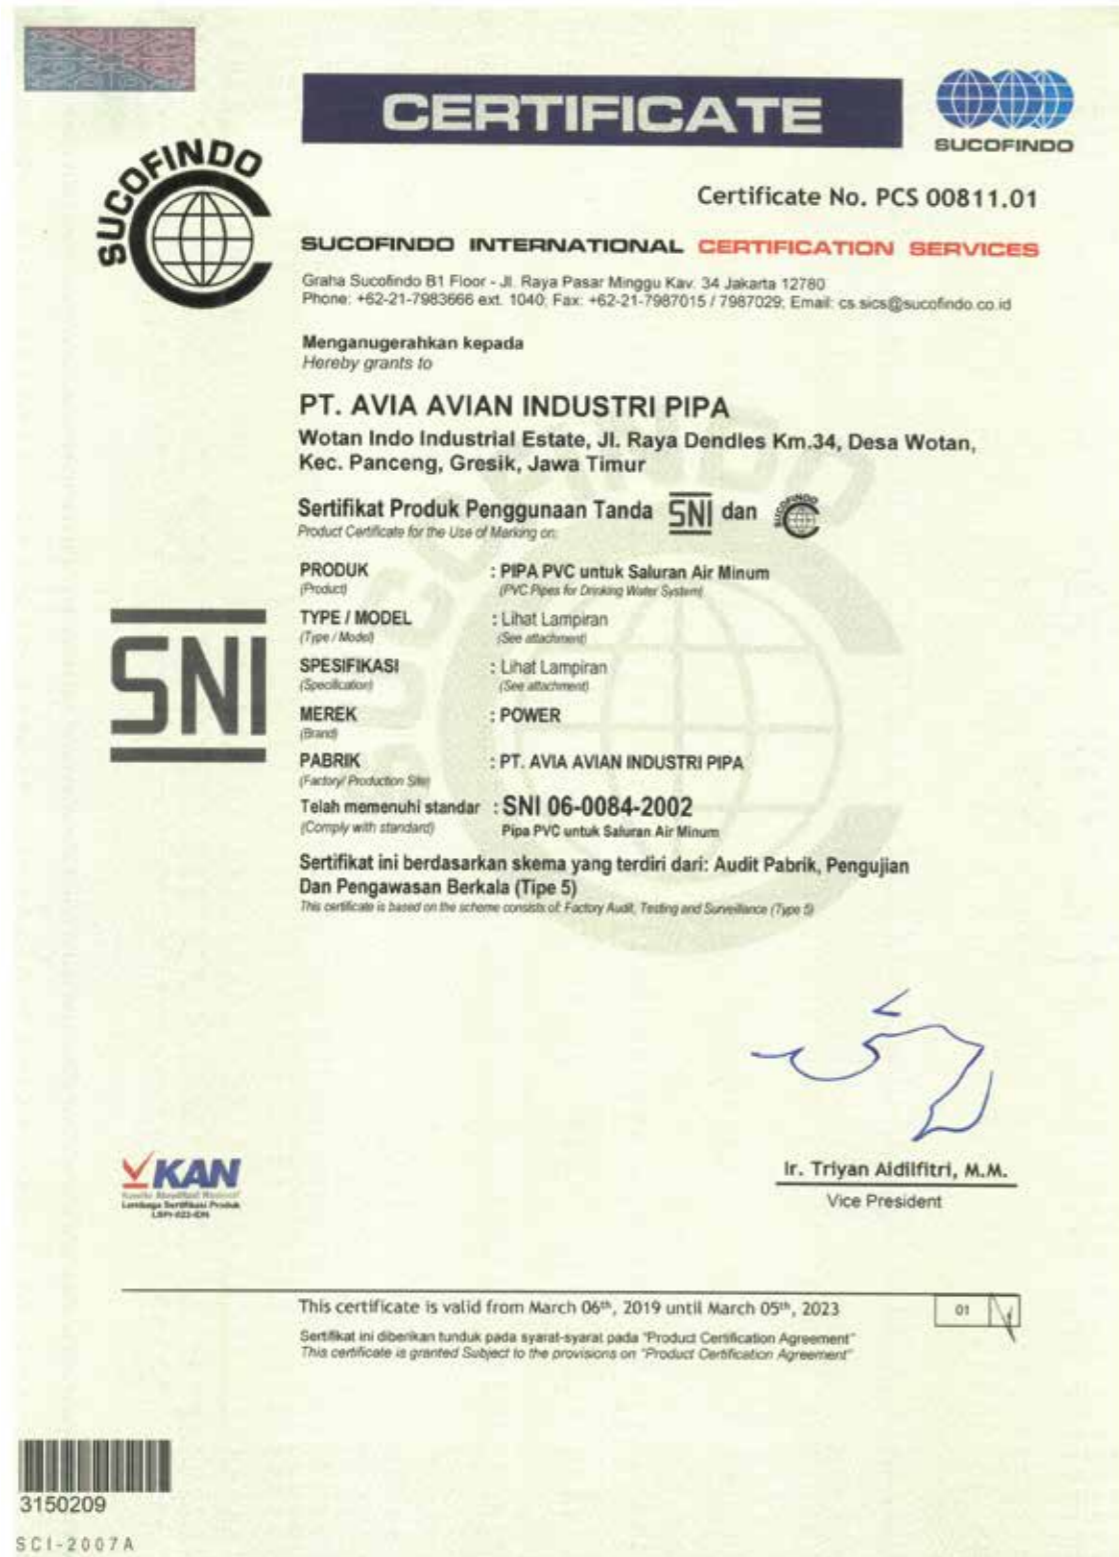 CERTIFICATE
SUCOFINDO
SUCOFINDO
Certificate No. PCS 00811.01
SUCOFINDO INTERNATIONAL CERTIFICATION SERVICES
Graha Sucofindo B1 Floor - Jl. Raya Pasar Minggu Kav. 34 Jakarta 12780
Phone: +62-21-7983666 ext. 1040; Fax: +62-21-7987015 / 7987029; Email: cs.sics@sucofindo.co.id
Menganugerahkan kepada
Hereby grants to
PT. AVIA AVIAN INDUSTRI PIPA
Wotan Indo Industrial Estate, Jl. Raya Dendles Km.34, Desa Wotan,
Kec. Panceng, Gresik, Jawa Timur
Sertifikat Produk Penggunaan Tanda SNI dan SUCOFINDO
Product Certificate for the Use of Marking on:
PRODUK : PIPA PVC untuk Saluran Air Minum
(Product) (PVC Pipes for Drinking Water System)
TYPE / MODEL : Lihat Lampiran
(Type / Model) (See attachment)
SNI
SPESIFIKASI : Lihat Lampiran
(Specification) (See attachment)
MEREK : POWER
(Brand)
PABRIK : PT. AVIA AVIAN INDUSTRI PIPA
(Factory/ Production Site)
Telah memenuhi standar : SNI 06-0084-2002
(Comply with standard) Pipa PVC untuk Saluran Air Minum
Sertifikat ini berdasarkan skema yang terdiri dari: Audit Pabrik, Pengujian
Dan Pengawasan Berkala (Tipe 5)
This certificate is based on the scheme consists of: Factory Audit, Testing and Surveillance (Type 5)
SUCOFINDO
KAN
Komite Akreditasi Nasional
Lembaga Sertifikasi Produk
LSPr-022-IDN
Ir. Triyan Aidilfitri, M.M.
Vice President
This certificate is valid from March 06th, 2019 until March 05th, 2023
01
Sertifikat ini diberikan tunduk pada syarat-syarat pada "Product Certification Agreement"
This certificate is granted Subject to the provisions on "Product Certification Agreement"
3150209
SCI-2007A